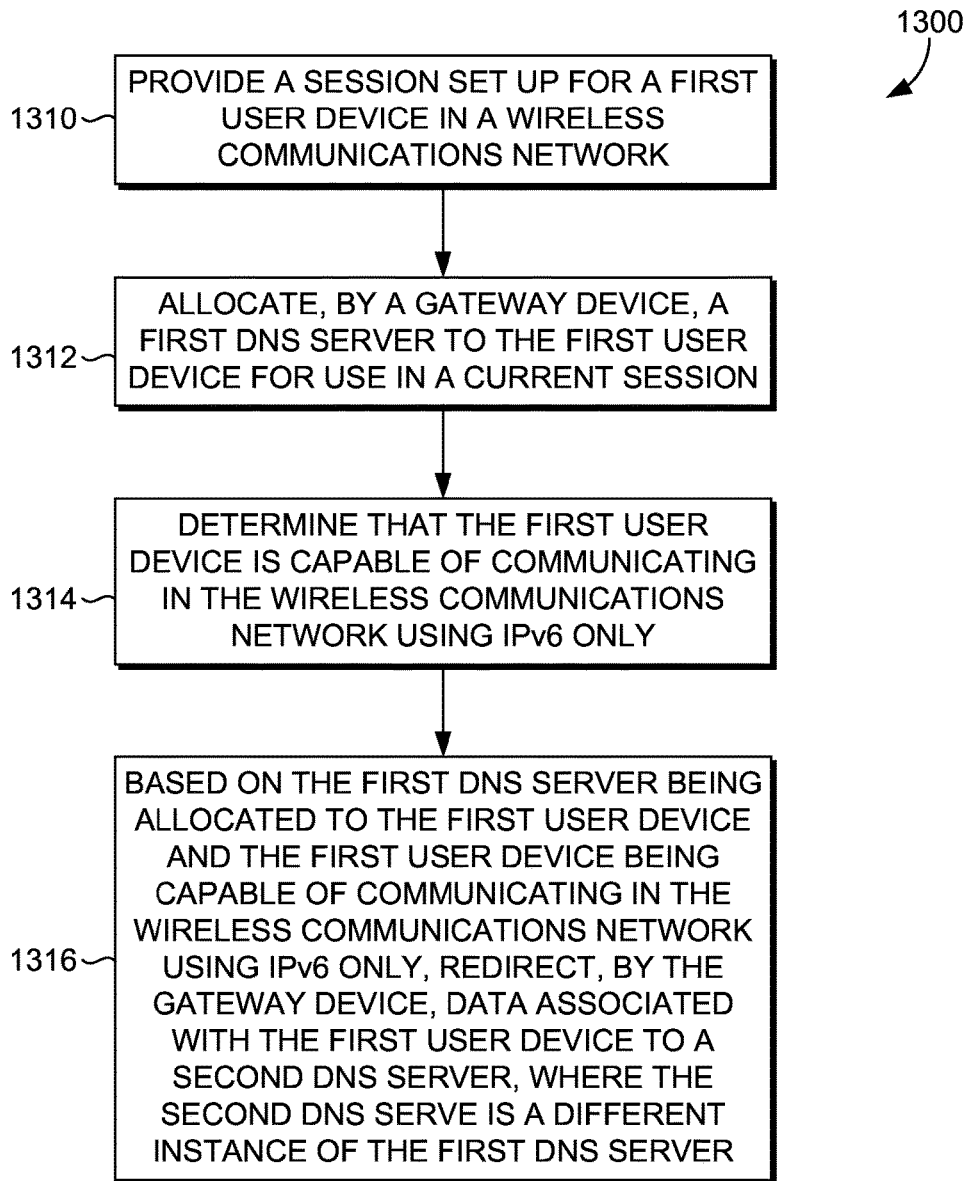 1300
1310
PROVIDE A SESSION SET UP FOR A FIRST
USER DEVICE IN A WIRELESS
COMMUNICATIONS NETWORK
1312
ALLOCATE, BY A GATEWAY DEVICE, A
FIRST DNS SERVER TO THE FIRST USER
DEVICE FOR USE IN A CURRENT SESSION
1314
DETERMINE THAT THE FIRST USER
DEVICE IS CAPABLE OF COMMUNICATING
IN THE WIRELESS COMMUNICATIONS
NETWORK USING IPv6 ONLY
1316
BASED ON THE FIRST DNS SERVER BEING
ALLOCATED TO THE FIRST USER DEVICE
AND THE FIRST USER DEVICE BEING
CAPABLE OF COMMUNICATING IN THE
WIRELESS COMMUNICATIONS NETWORK
USING IPv6 ONLY, REDIRECT, BY THE
GATEWAY DEVICE, DATA ASSOCIATED
WITH THE FIRST USER DEVICE TO A
SECOND DNS SERVER, WHERE THE
SECOND DNS SERVE IS A DIFFERENT
INSTANCE OF THE FIRST DNS SERVER